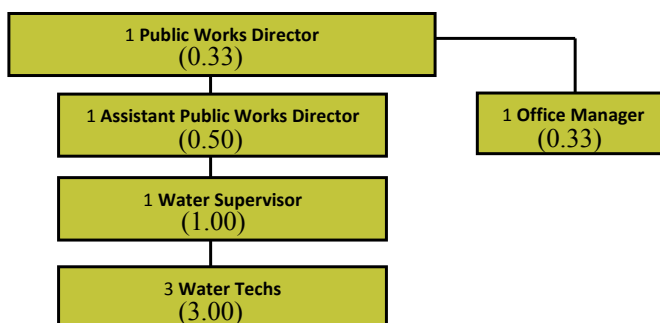 1 Public Works Director
(0.33)
1 Assistant Public Works Director
(0.50)
1 Office Manager
(0.33)
1 Water Supervisor
(1.00)
3 Water Techs
(3.00)